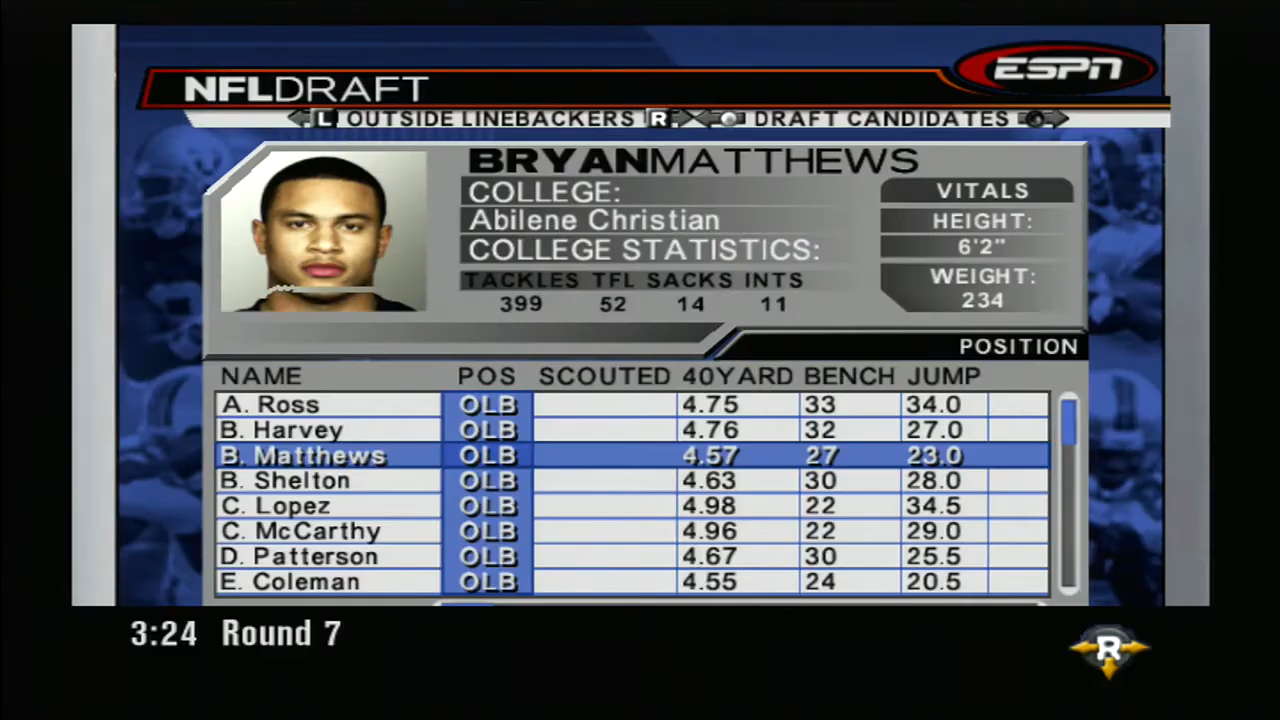 ESPN
NFLDRAFT
L OUTSIDE LINEBACKERS R DRAFT CANDIDATES
BRYANMATTHEWS
COLLEGE:
Abilene Christian
COLLEGE STATISTICS:
TACKLES TFL SACKS INTS
399 52 14 11
VITALS
HEIGHT:
6'2"
WEIGHT:
234
POSITION
NAME POS SCOUTED 40YARD BENCH JUMP
A. Ross OLB 4.75 33 34.0
B. Harvey OLB 4.76 32 27.0
B. Matthews OLB 4.57 27 23.0
B. Shelton OLB 4.63 30 28.0
C. Lopez OLB 4.98 22 34.5
C. McCarthy OLB 4.96 22 29.0
D. Patterson OLB 4.67 30 25.5
E. Coleman OLB 4.55 24 20.5
3:24 Round 7
R